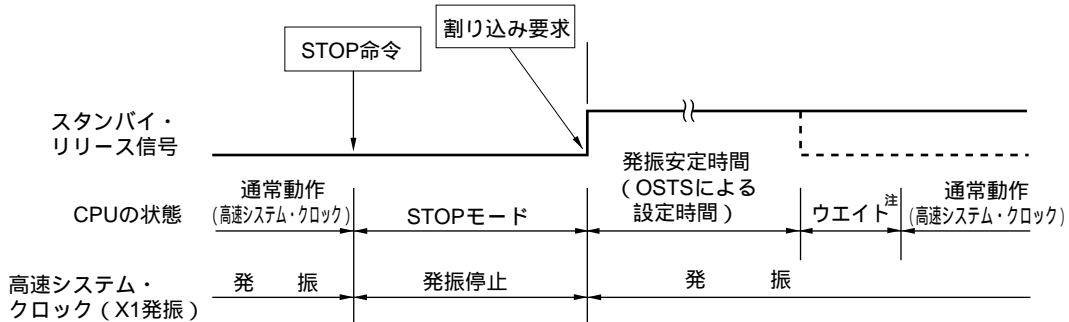 割り込み要求
STOP命令
スタンバイ・
リリース信号
発振安定時間
（OSTSによる
設定時間）
通常動作
(高速システム・クロック)
CPUの状態
STOPモード
ウエイト注
通常動作
(高速システム・クロック)
高速システム・
クロック（X1発振）
発　　振
発振停止
発　　振